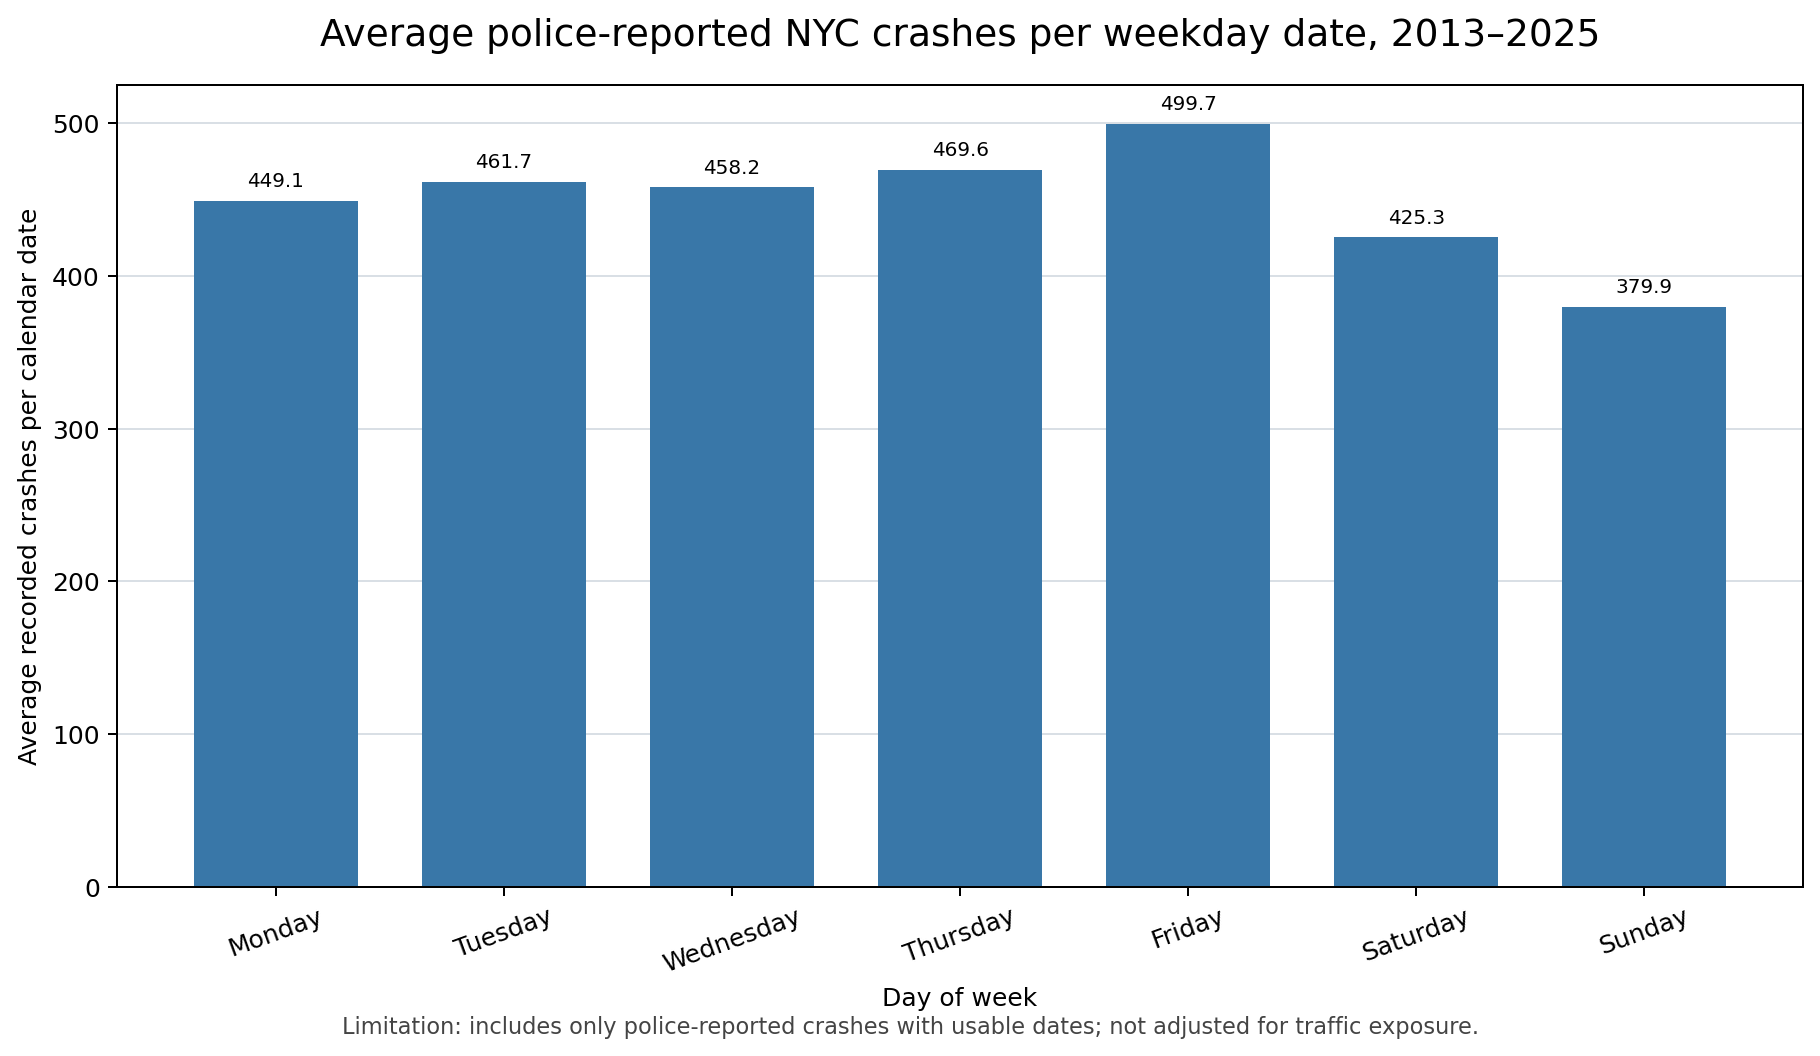 Average police-reported NYC crashes per weekday date, 2013–2025
Average recorded crashes per calendar date
500
400
300
200
100
0
449.1
461.7
458.2
469.6
499.7
425.3
379.9
Monday
Tuesday
Wednesday
Thursday
Friday
Saturday
Sunday
Day of week
Limitation: includes only police-reported crashes with usable dates; not adjusted for traffic exposure.